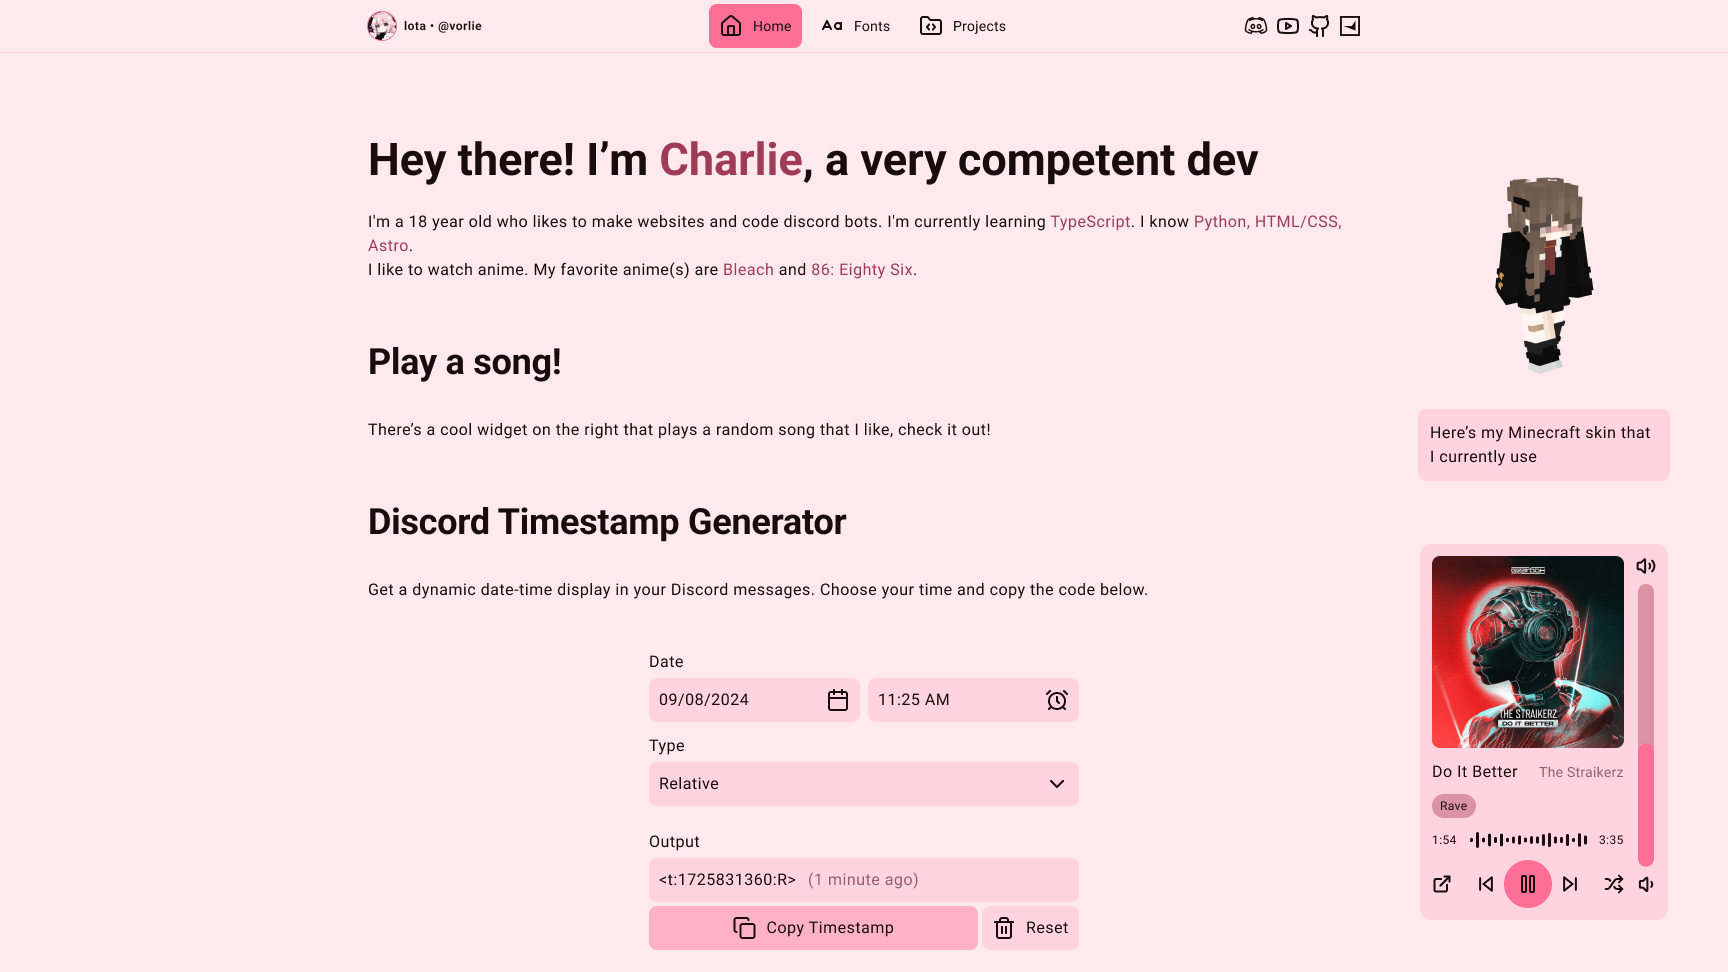 Iota • @vorlie
Home
Fonts
Projects
Hey there! I’m Charlie, a very competent dev
I'm a 18 year old who likes to make websites and code discord bots. I'm currently learning TypeScript. I know Python, HTML/CSS,
Astro.
I like to watch anime. My favorite anime(s) are Bleach and 86: Eighty Six.
Play a song!
There’s a cool widget on the right that plays a random song that I like, check it out!
Discord Timestamp Generator
Get a dynamic date-time display in your Discord messages. Choose your time and copy the code below.
Date
09/08/2024
11:25 AM
Type
Relative
Output
<t:1725831360:R> (1 minute ago)
Copy Timestamp
Reset
Here’s my Minecraft skin that
I currently use
THE STRAIKERZ
DO IT BETTER
Do It Better
The Straikerz
Rave
1:54
3:35